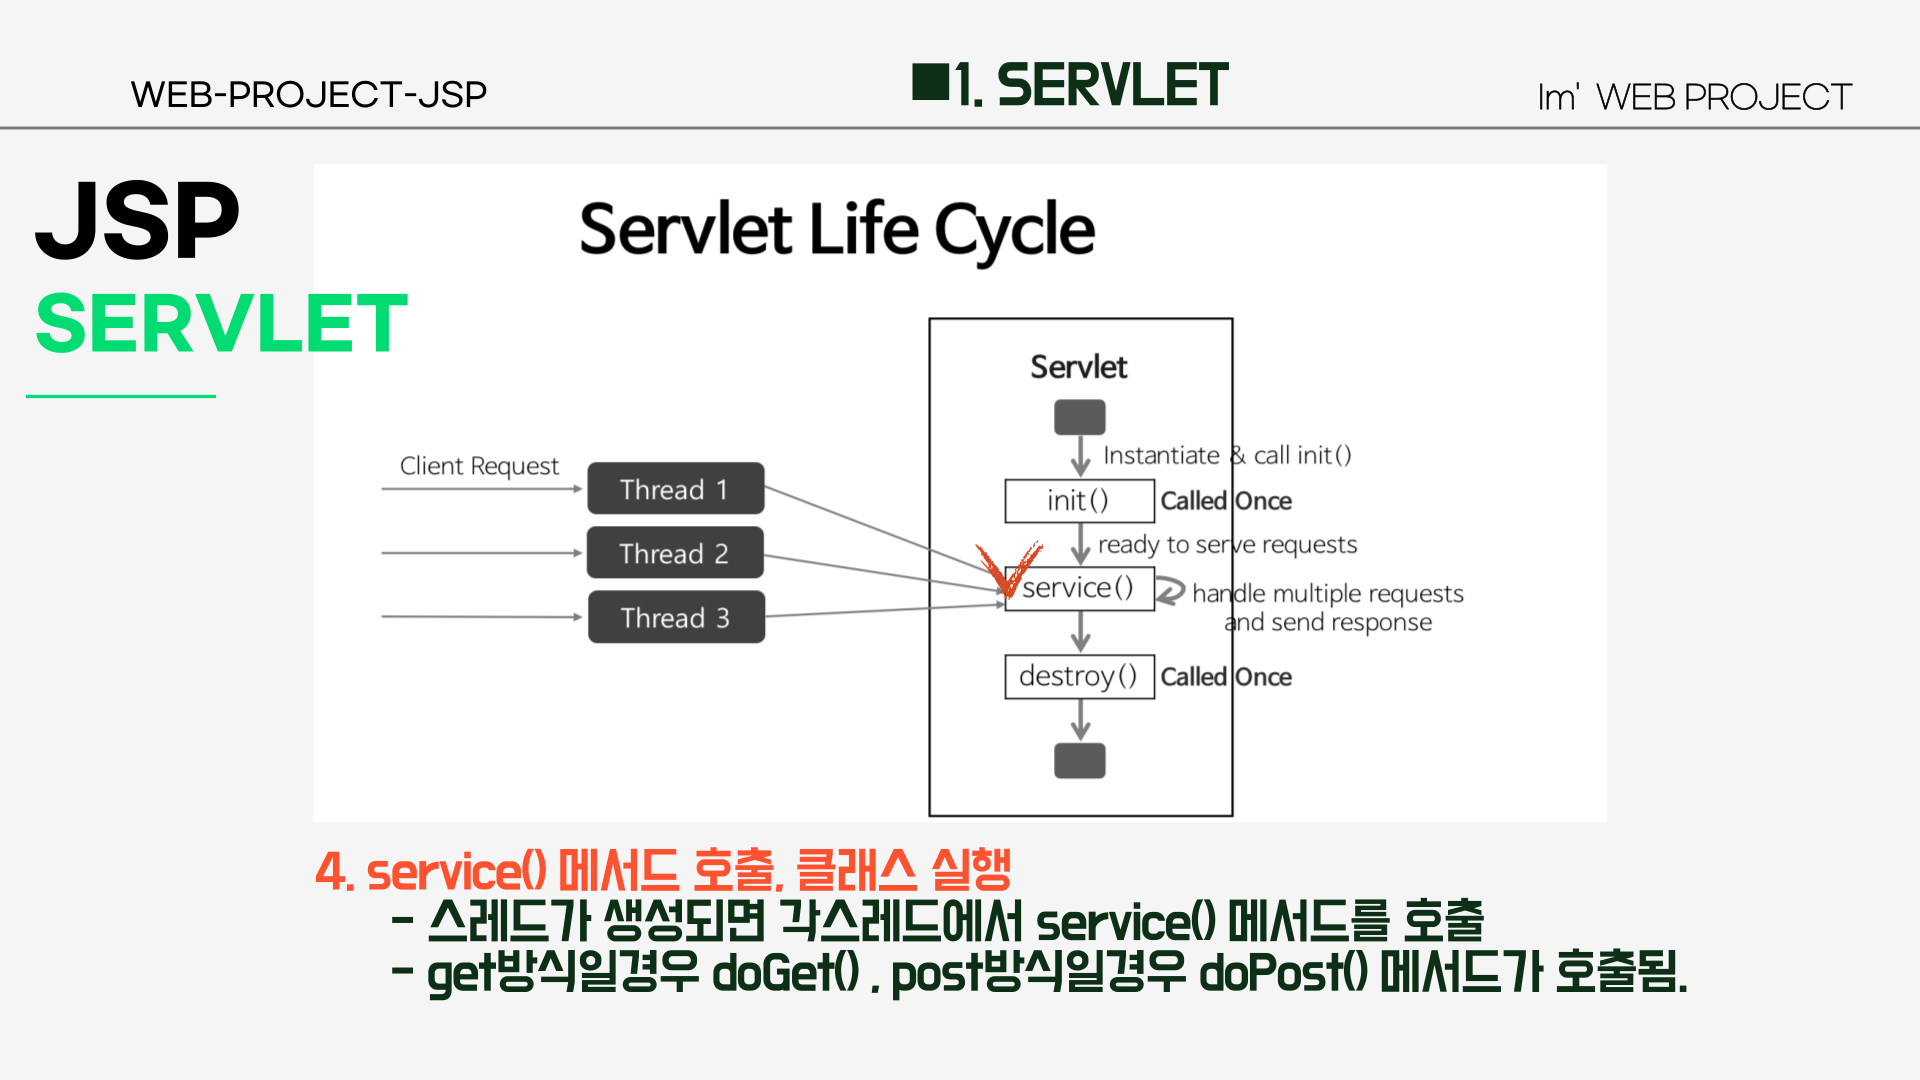 WEB-PROJECT-JSP
■1. SERVLET
Im' WEB PROJECT
JSP
SERVLET
Servlet Life Cycle
Servlet
Instantiate & call init()
Client Request
Thread 1
init()
Called Once
ready to serve requests
Thread 2
service()
handle multiple requests
and send response
Thread 3
destroy()
Called Once
4. service() 메서드 호출, 클래스 실행
- 스레드가 생성되면 각스레드에서 service() 메서드를 호출
- get방식일경우 doGet() , post방식일경우 doPost() 메서드가 호출됨.